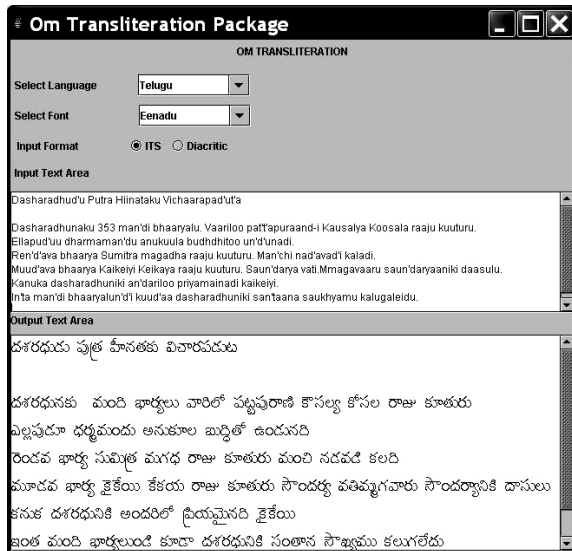 Om Transliteration Package
OM TRANSLITERATION
Select Language Telugu
Select Font Eenadu
Input Format ITS Diacritic
Input Text Area
Dasharadhud'u Putra Hiinataku Vichaarapad'ut'a
Dasharadhunaku 353 man'di bhaaryalu. Vaariloo pat't'apuraand-i Kausalya Koosala raaju kuuturu.
Ellapud'uu dharmaman'du anukuula budhdhitoo un'd'unadi.
Ren'd'ava bhaarya Sumitra magadha raaju kuuturu. Man'chi nad'avad'i kaladi.
Muud'ava bhaarya Kaikeiyi Keikaya raaju kuuturu. Saun'darya vati.Mmagavaaru saun'daryaaniki daasulu.
Kanuka dasharadhuniki an'dariloo priyamainadi kaikeiyi.
In'ta man'di bhaaryalun'd'i kuud'aa dasharadhuniki san'taana saukhyamu kalugaleidu.
Output Text Area
దశరధుడు పుత్ర హీనతకు విచారపడుట
దశరధునకు మంది భార్యలు వారిలో పట్టపురాణి కౌసల్య కోసల రాజు కూతురు
ఎల్లపుడూ ధర్మమందు అనుకూల బుద్ధితో ఉండునది
రెండవ భార్య సుమిత్ర మగధ రాజు కూతురు మంచి నడవడి కలది
మూడవ భార్య కైకేయి కేకయ రాజు కూతురు సౌందర్య వతిమ్మగవారు సౌందర్యానికి దాసులు
కనుక దశరధునికి అందరిలో ప్రియమైనది కైకేయి
ఇంత మంది భార్యలుండి కూడా దశరధునికి సంతాన సౌఖ్యము కలుగలేదు